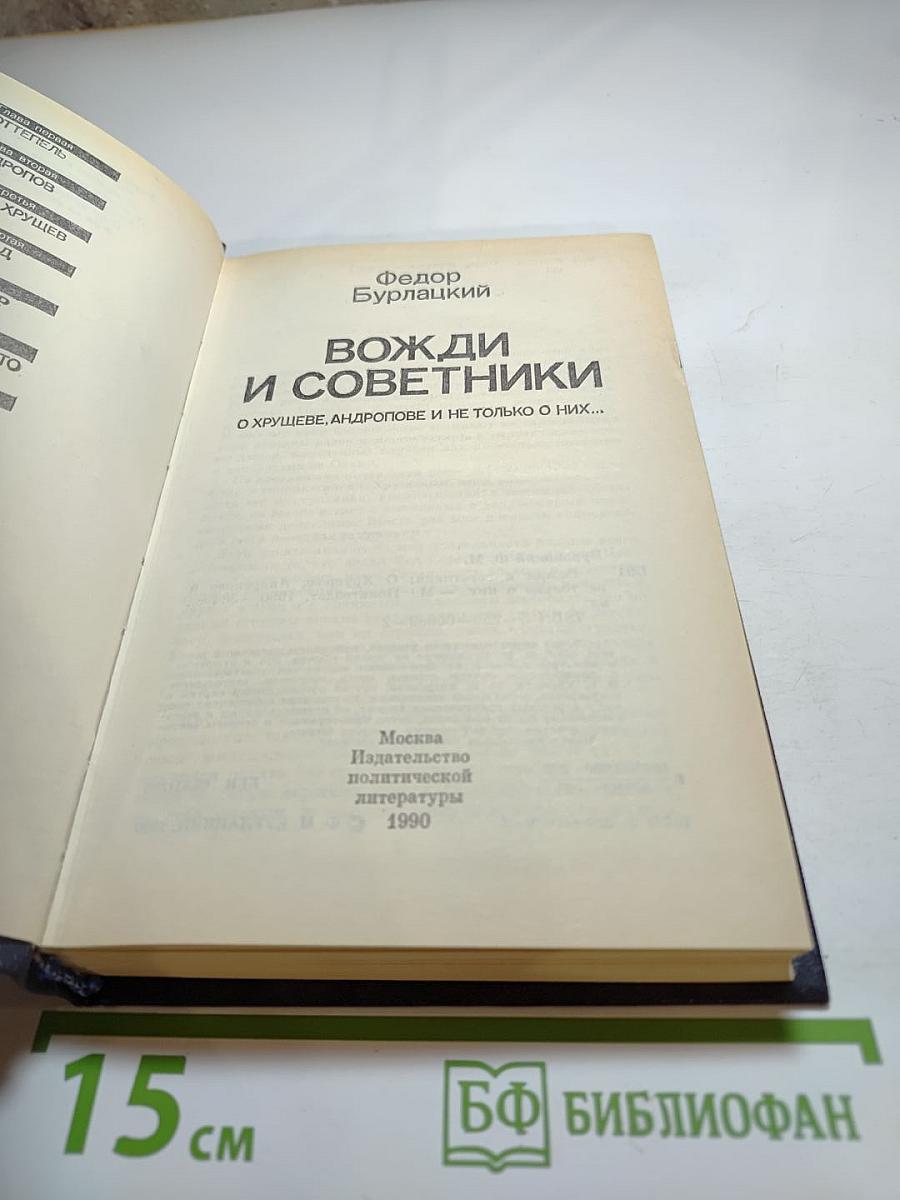 глава первая
ОТТЕПЕЛЬ
вторая
ХРУЩЕВ
Федор
Бурлацкий
ВОЖДИ
И СОВЕТНИКИ
О ХРУЩЕВЕ, АНДРОПОВЕ И НЕ ТОЛЬКО О НИХ...
Москва
Издательство
политической
литературы
1990
15 см
БФ БИБЛИОФАН